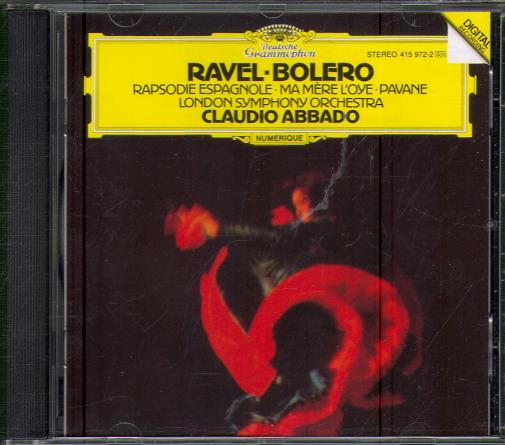 DIGITAL
RECORDING
Deutsche
Grammophon
STEREO 415 972-2
RAVEL·BOLERO
RAPSODIE ESPAGNOLE · MA MÈRE L'OYE · PAVANE
LONDON SYMPHONY ORCHESTRA
CLAUDIO ABBADO
NUMERIQUE